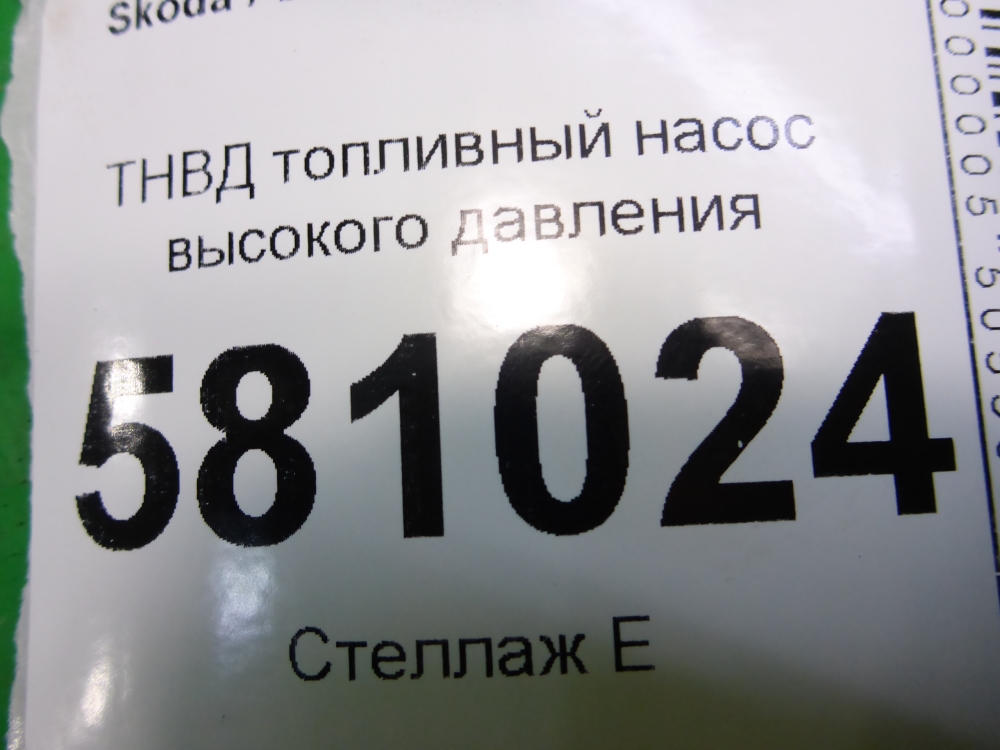 Skoda /
ТНВД топливный насос
высокого давления
581024
Стеллаж Е